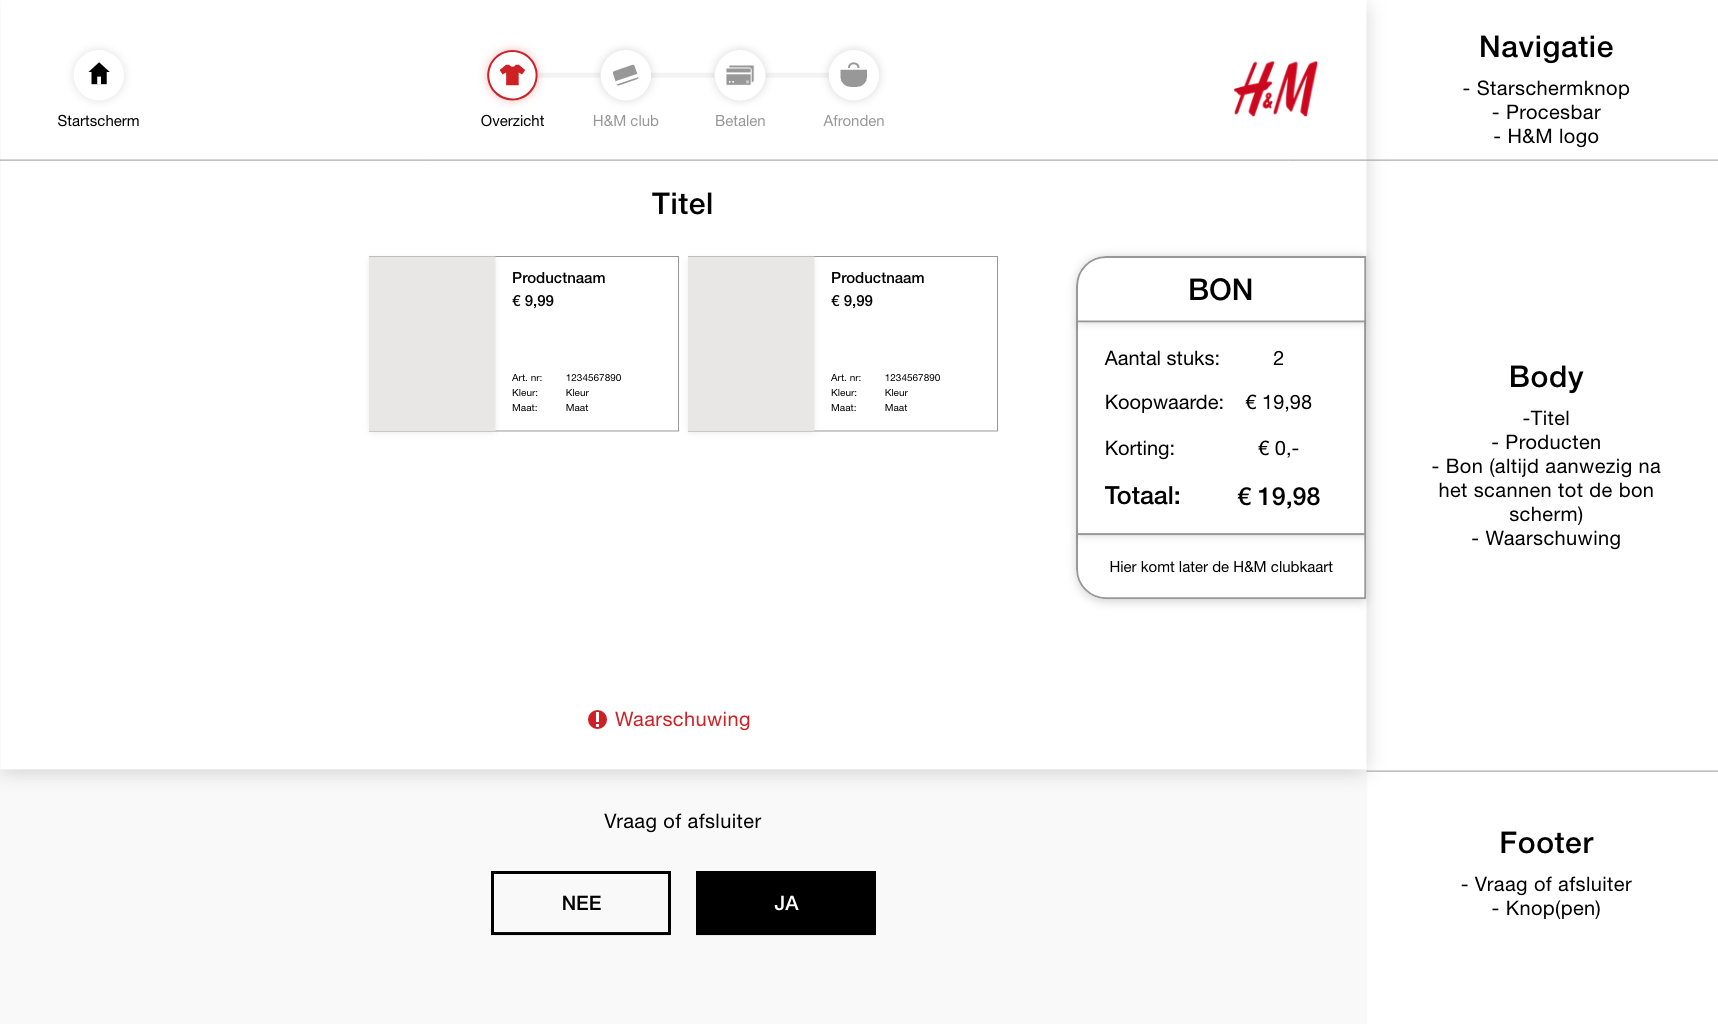 Startscherm
Overzicht
H&M club
Betalen
Afronden
H&M
Navigatie
- Starschermknop
- Procesbar
- H&M logo
Titel
Productnaam
€ 9,99
Art. nr: 1234567890
Kleur: Kleur
Maat: Maat
Productnaam
€ 9,99
Art. nr: 1234567890
Kleur: Kleur
Maat: Maat
BON
Aantal stuks: 2
Koopwaarde: € 19,98
Korting: € 0,-
Totaal: € 19,98
Hier komt later de H&M clubkaart
Waarschuwing
Body
-Titel
- Producten
- Bon (altijd aanwezig na
het scannen tot de bon
scherm)
- Waarschuwing
Vraag of afsluiter
NEE
JA
Footer
- Vraag of afsluiter
- Knop(pen)